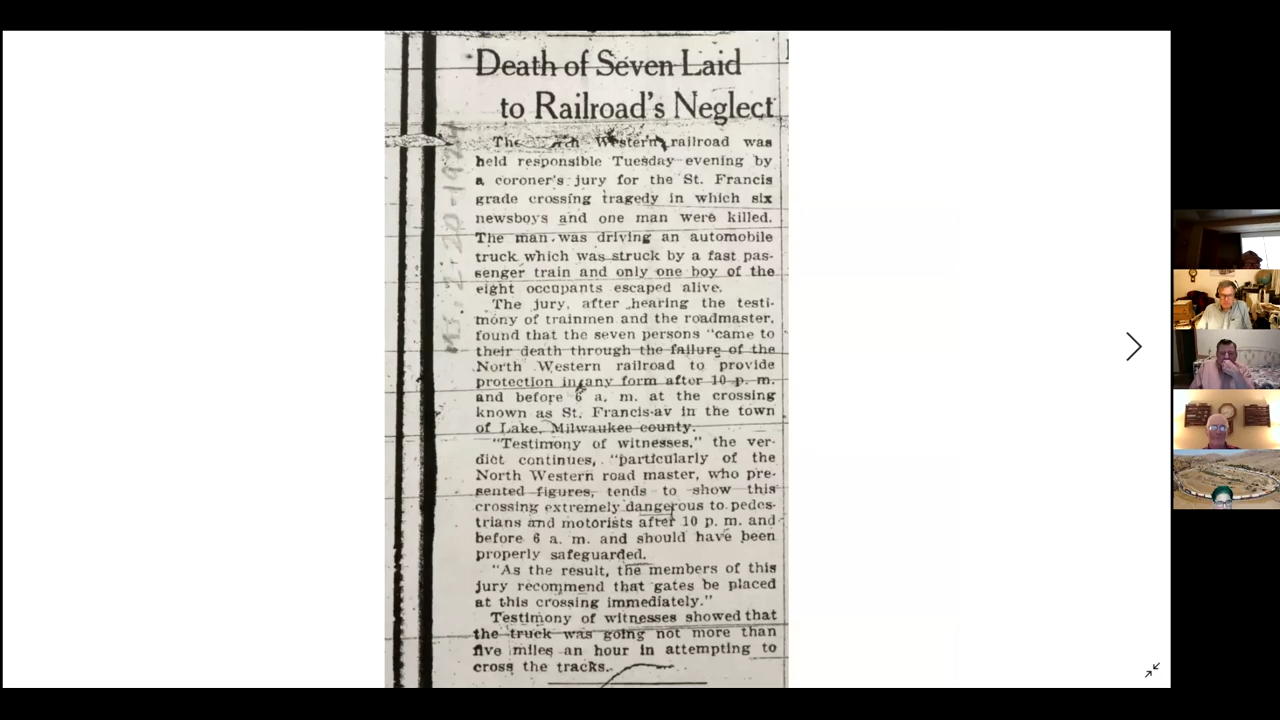 Death of Seven Laid
to Railroad's Neglect
The Western railroad was
held responsible Tuesday evening by
a coroner's jury for the St. Francis
grade crossing tragedy in which six
newsboys and one man were killed.
The man was driving an automobile
truck which was struck by a fast pas-
senger train and only one boy of the
eight occupants escaped alive.
The jury, after hearing the testi-
mony of trainmen and the roadmaster,
found that the seven persons "came to
their death through the failure of the
North Western railroad to provide
protection in any form after 10 p. m.
and before 6 a. m. at the crossing
known as St. Francis-av in the town
of Lake, Milwaukee county.
"Testimony of witnesses," the ver-
dict continues, "particularly of the
North Western road master, who pre-
sented figures, tends to show this
crossing extremely dangerous to pedes-
trians and motorists after 10 p. m. and
before 6 a. m. and should have been
properly safeguarded.
"As the result, the members of this
jury recommend that gates be placed
at this crossing immediately."
Testimony of witnesses showed that
the truck was going not more than
five miles an hour in attempting to
cross the tracks.